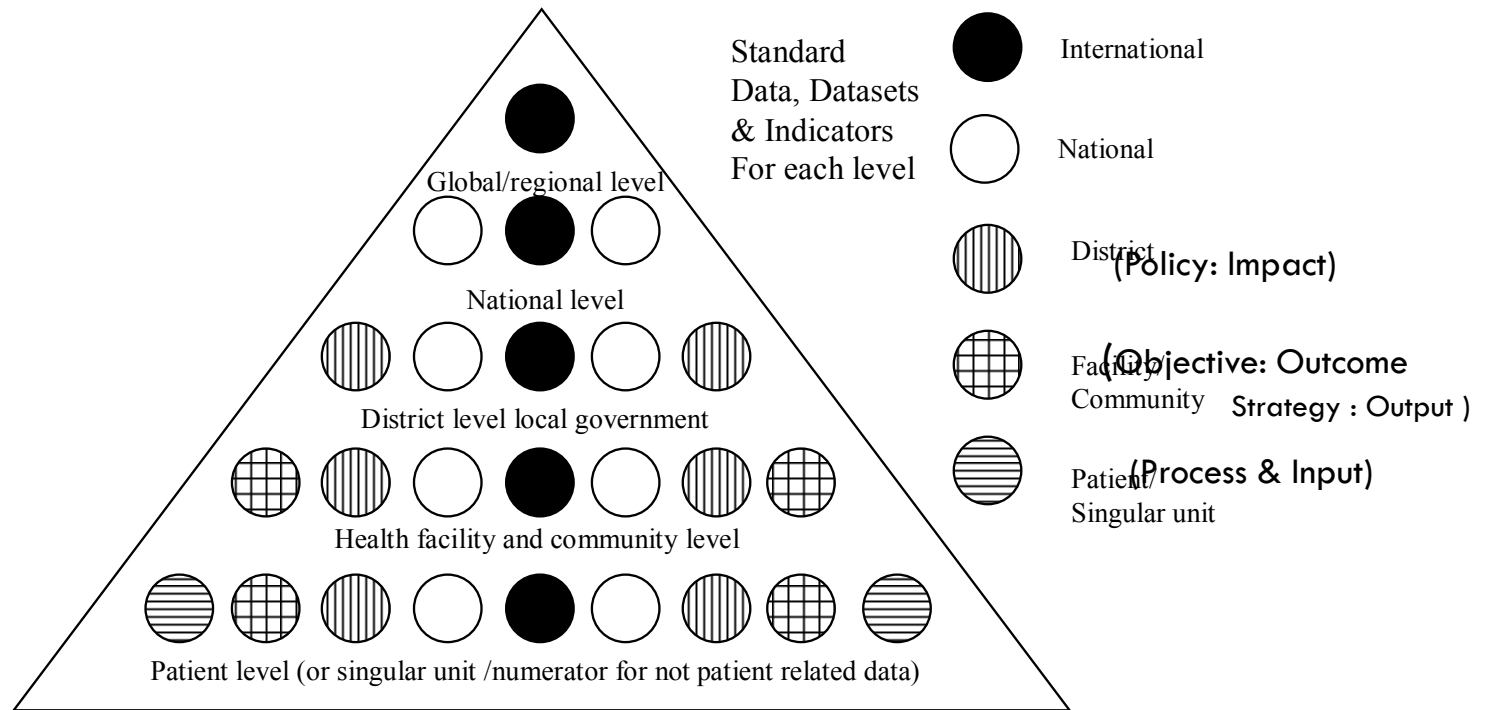 Standard
Data, Datasets
& Indicators
For each level
International
National
District
(Policy: Impact)
Facility/
(Objective: Outcome
Community
Strategy : Output )
Patient/
(Process & Input)
Singular unit
Global/regional level
National level
District level local government
Health facility and community level
Patient level (or singular unit /numerator for not patient related data)